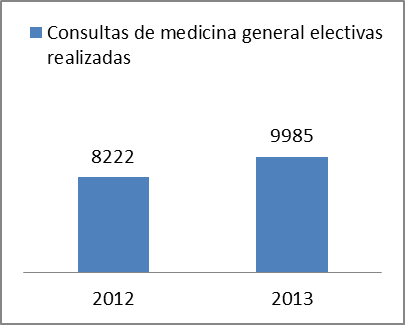 Consultas de medicina general electivas
realizadas
9985
8222
2012 2013